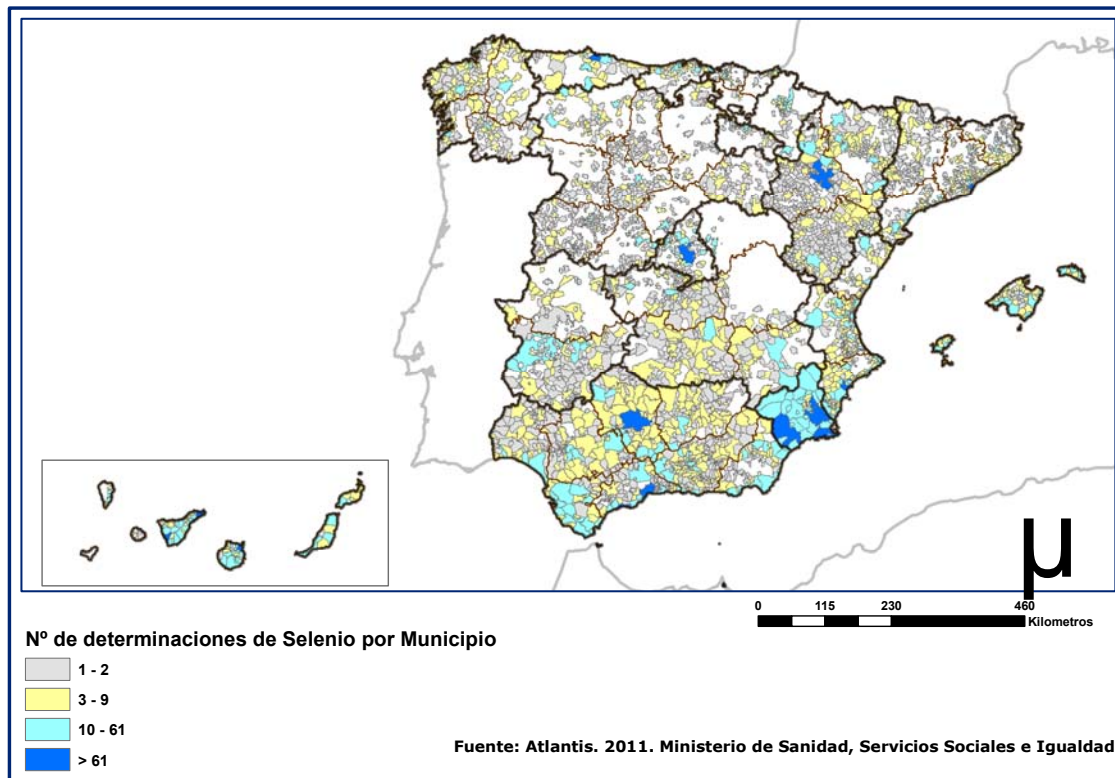 µ
0 115 230 460
Kilometros
Nº de determinaciones de Selenio por Municipio
1 - 2
3 - 9
10 - 61
> 61
Fuente: Atlantis. 2011. Ministerio de Sanidad, Servicios Sociales e Igualdad